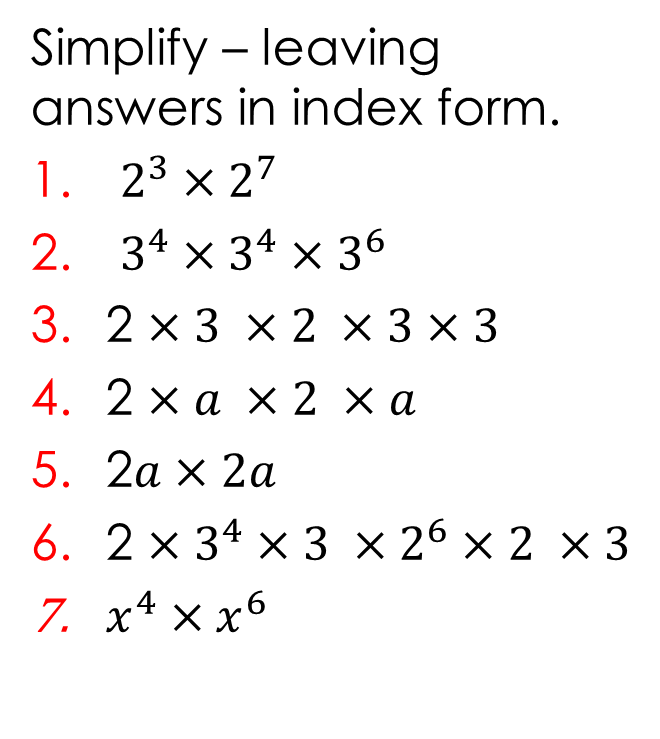 Simplify – leaving
answers in index form.
1. 2³ × 2⁷
2. 3⁴ × 3⁴ × 3⁶
3. 2 × 3 × 2 × 3 × 3
4. 2 × a × 2 × a
5. 2a × 2a
6. 2 × 3⁴ × 3 × 2⁶ × 2 × 3
7. x⁴ × x⁶